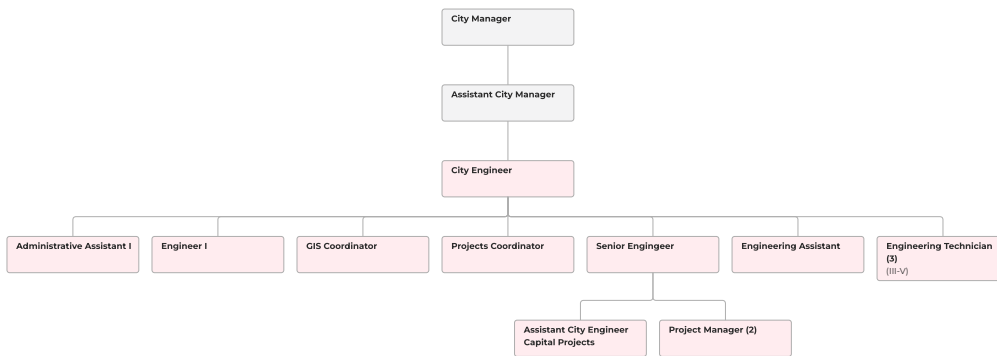 City Manager
Assistant City Manager
City Engineer
Administrative Assistant I
Engineer I
GIS Coordinator
Projects Coordinator
Senior Engingeer
Engineering Assistant
Engineering Technician
(3)
(III-V)
Assistant City Engineer
Capital Projects
Project Manager (2)